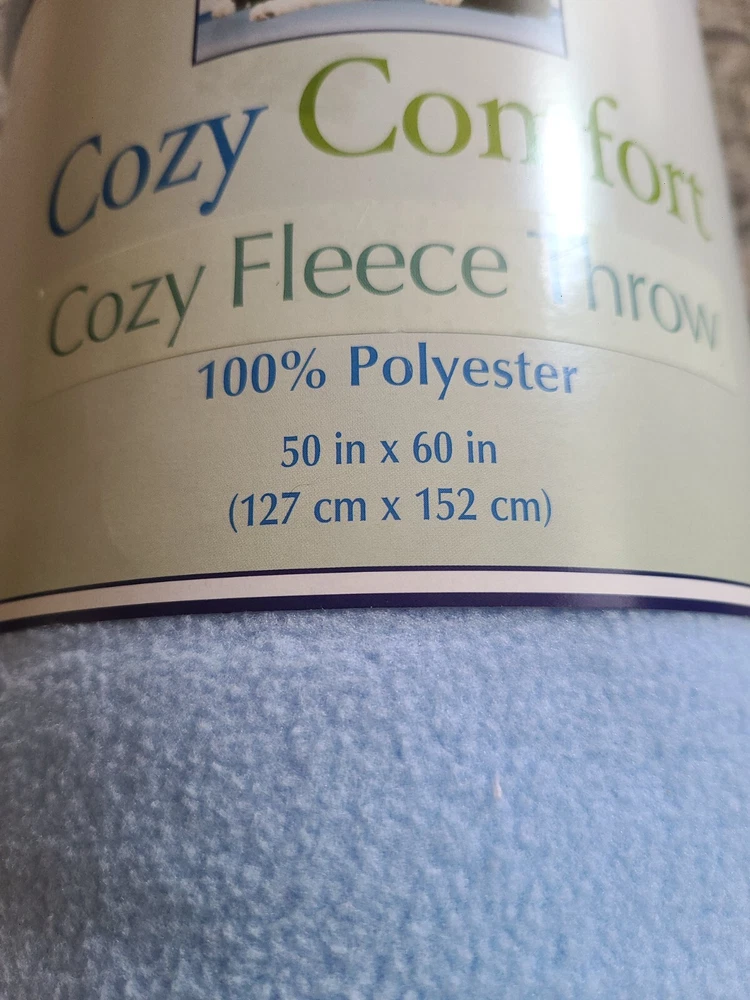 Cozy Comfort
Cozy Fleece Throw
100% Polyester
50 in x 60 in
(127 cm x 152 cm)